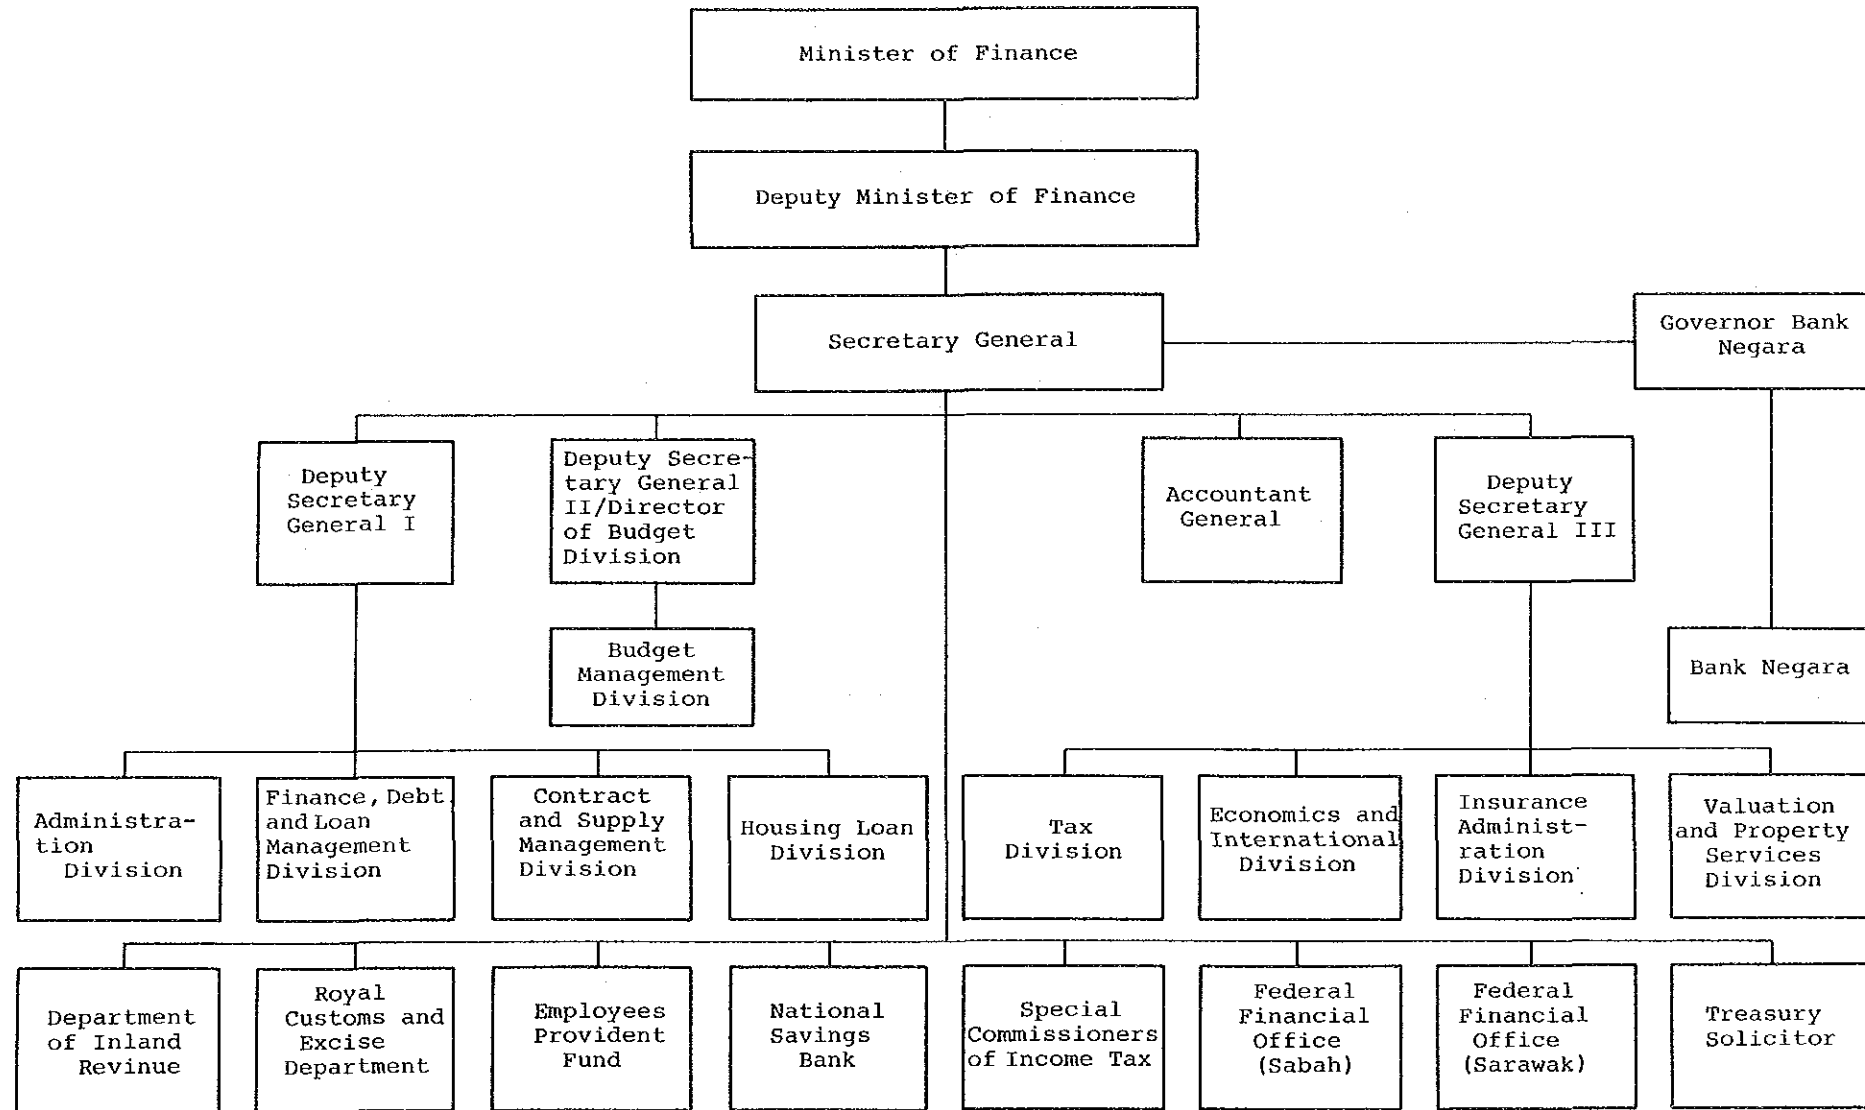 Minister of Finance
Deputy Minister of Finance
Secretary General
Governor Bank
Negara
Deputy
Secretary
General I
Deputy Secre-
tary General
II/Director
of Budget
Division
Accountant
General
Deputy
Secretary
General III
Budget
Management
Division
Bank Negara
Administra-
tion
Division
Finance, Debt
and Loan
Management
Division
Contract
and Supply
Management
Division
Housing Loan
Division
Tax
Division
Economics and
International
Division
Insurance
Administ-
ration
Division
Valuation
and Property
Services
Division
Department
of Inland
Revinue
Royal
Customs and
Excise
Department
Employees
Provident
Fund
National
Savings
Bank
Special
Commissioners
of Income Tax
Federal
Financial
Office
(Sabah)
Federal
Financial
Office
(Sarawak)
Treasury
Solicitor